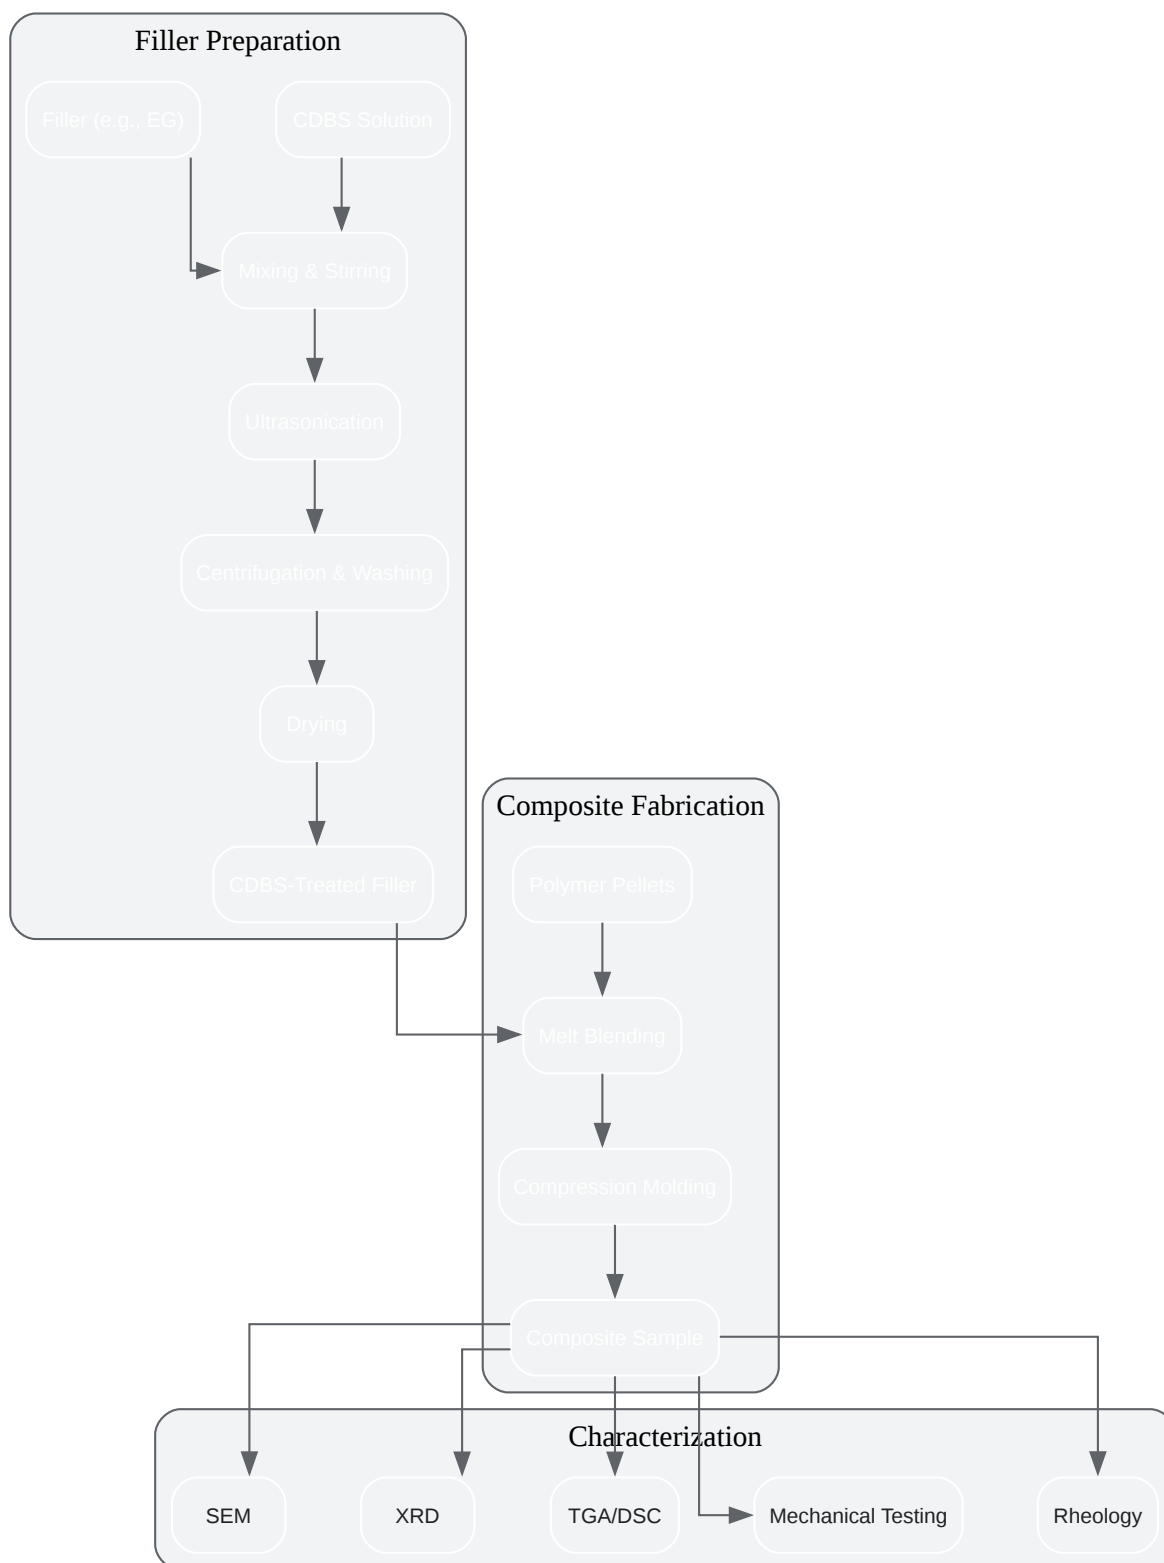 Filler Preparation
Filler (e.g., EG)
CDBS Solution
Mixing & Stirring
Ultrasonication
Centrifugation & Washing
Drying
CDBS-Treated Filler
Composite Fabrication
Polymer Pellets
Melt Blending
Compression Molding
Composite Sample
Characterization
SEM
XRD
TGA/DSC
Mechanical Testing
Rheology